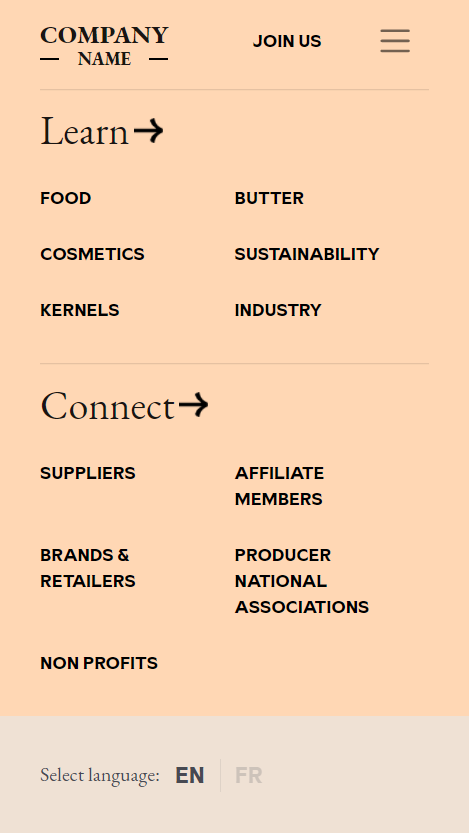 COMPANY
NAME
JOIN US
Learn
FOOD
BUTTER
COSMETICS
SUSTAINABILITY
KERNELS
INDUSTRY
Connect
SUPPLIERS
AFFILIATE
MEMBERS
BRANDS &
RETAILERS
PRODUCER
NATIONAL
ASSOCIATIONS
NON PROFITS
Select language: EN FR